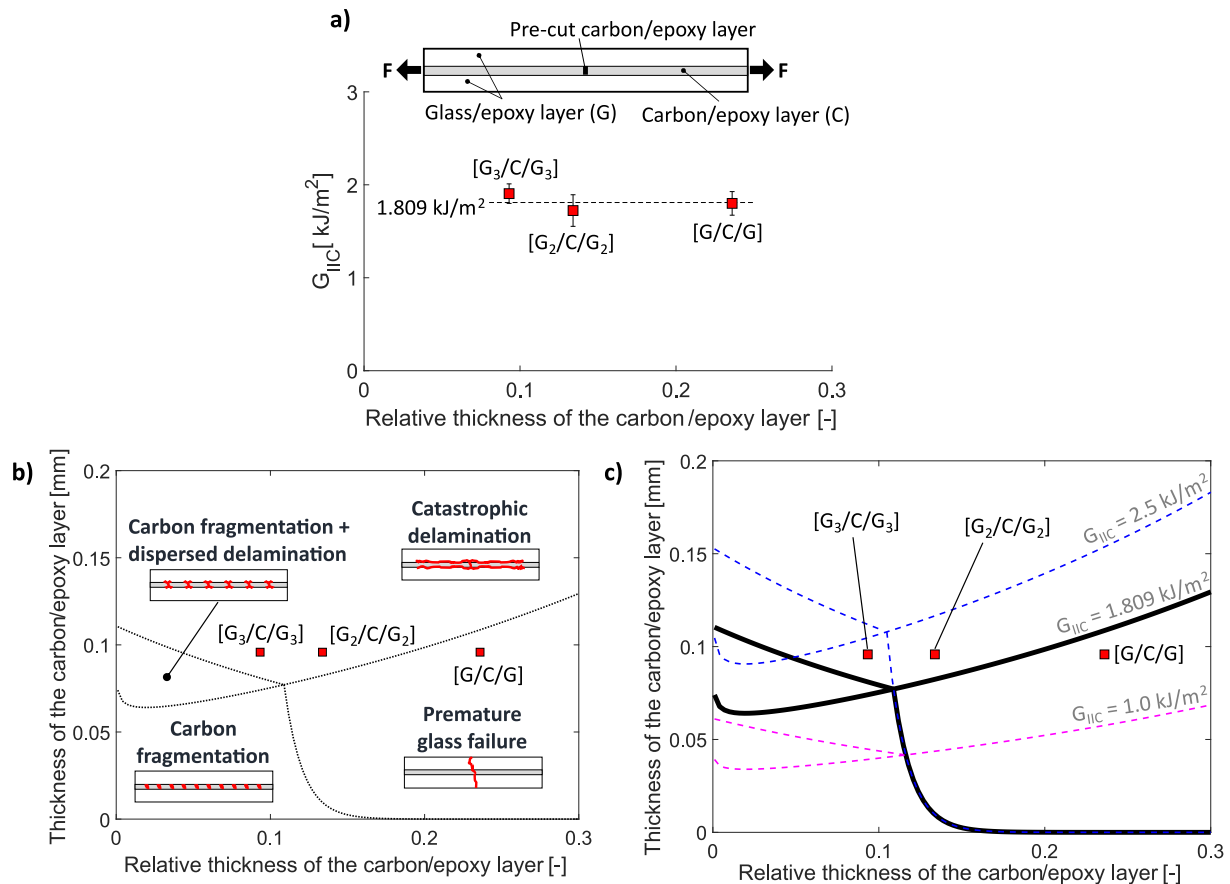 a)
Pre-cut carbon/epoxy layer
F
F
Glass/epoxy layer (G)
Carbon/epoxy layer (C)
3
2
1
0
G_IIC [ kJ/m²]
[G₃/C/G₃]
1.809 kJ/m²
[G₂/C/G₂]
[G/C/G]
0
0.1
0.2
0.3
Relative thickness of the carbon/epoxy layer [-]
b)
Thickness of the carbon/epoxy layer [mm]
0.2
0.15
0.1
0.05
0
Carbon fragmentation +
dispersed delamination
Catastrophic
delamination
[G₃/C/G₃]
[G₂/C/G₂]
[G/C/G]
Carbon
fragmentation
Premature
glass failure
0
0.1
0.2
0.3
Relative thickness of the carbon/epoxy layer [-]
c)
Thickness of the carbon/epoxy layer [mm]
0.2
0.15
0.1
0.05
0
[G₃/C/G₃]
[G₂/C/G₂]
G_IIC = 2.5 kJ/m²
G_IIC = 1.809 kJ/m²
[G/C/G]
G_IIC = 1.0 kJ/m²
0
0.1
0.2
0.3
Relative thickness of the carbon/epoxy layer [-]